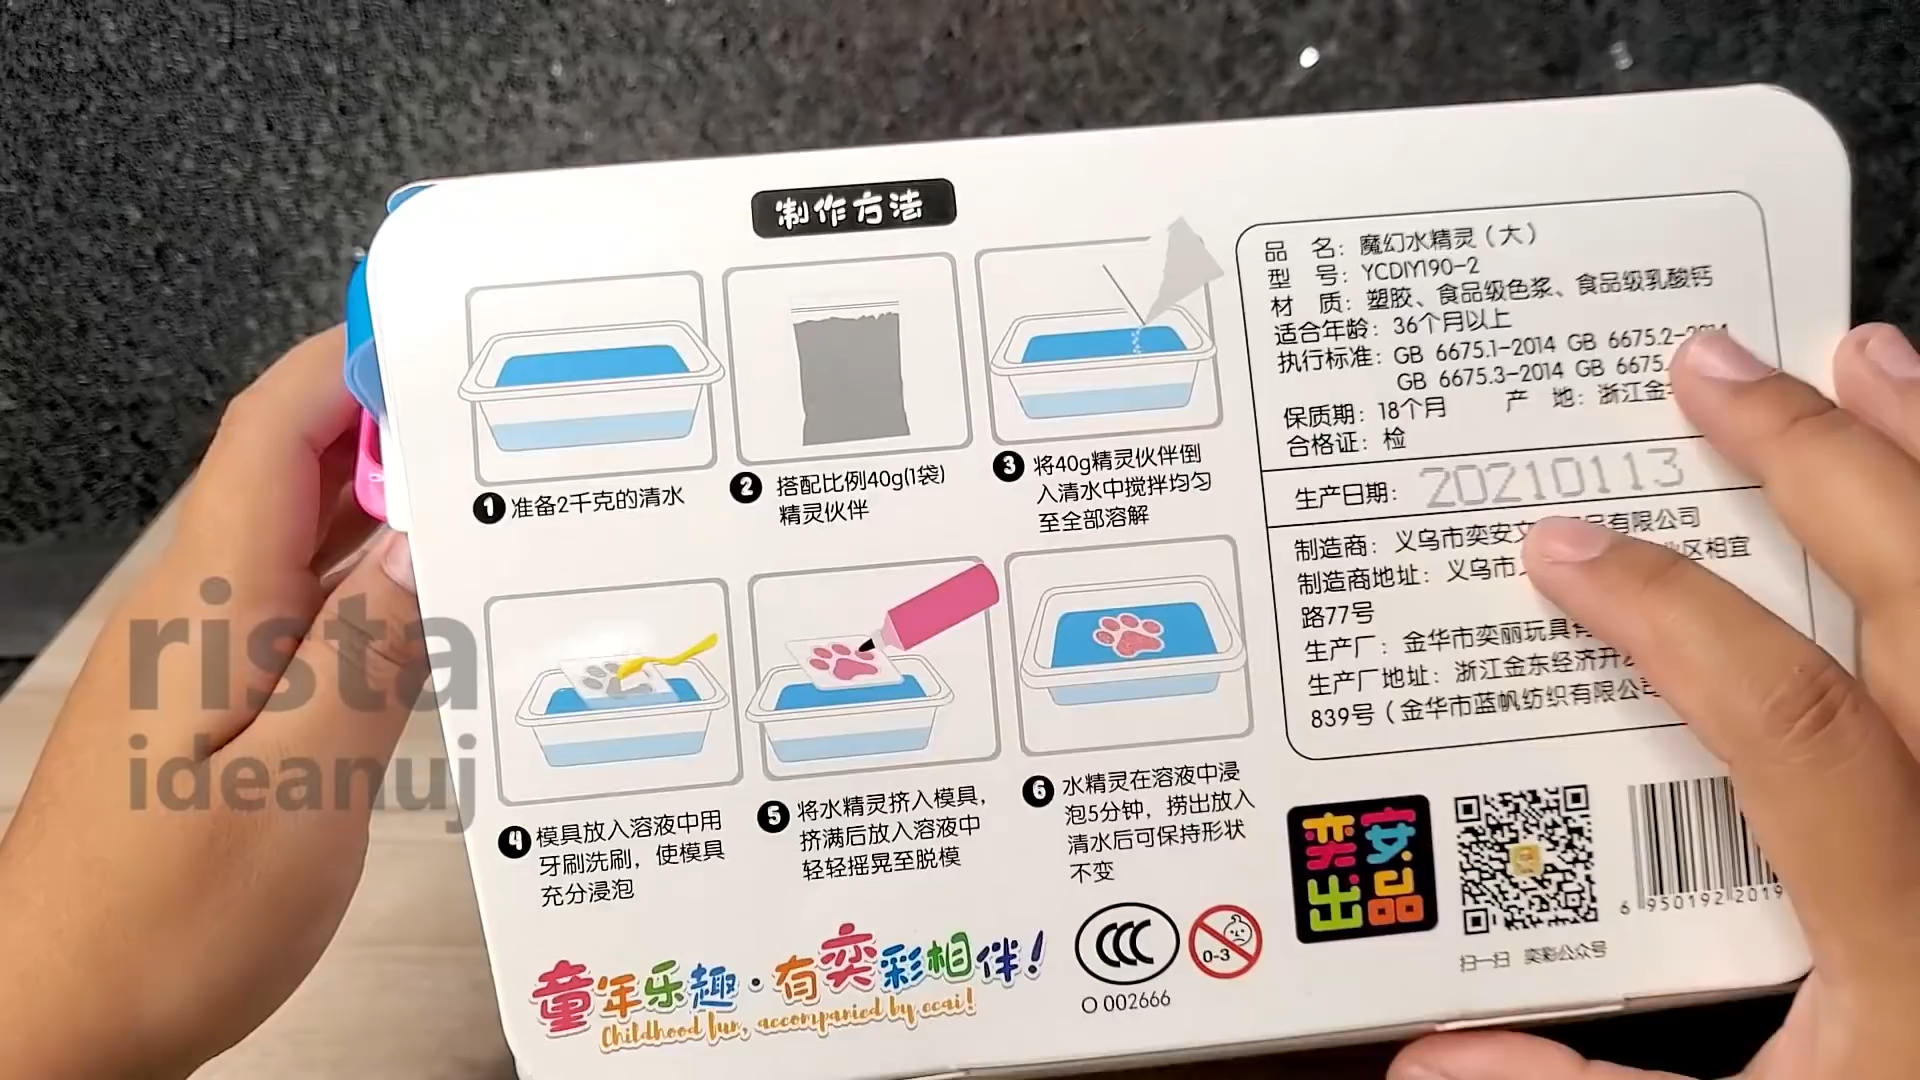 制作方法
1 准备2千克的清水
2 搭配比例40g(1袋)
精灵伙伴
3 将40g精灵伙伴倒
入清水中搅拌均匀
至全部溶解
4 模具放入溶液中用
牙刷洗刷，使模具
充分浸泡
5 将水精灵挤入模具，
挤满后放入溶液中
轻轻摇晃至脱模
6 水精灵在溶液中浸
泡5分钟，捞出放入
清水后可保持形状
不变
品 名：魔幻水精灵（大）
型 号：YCDIY190-2
材 质：塑胶、食品级色浆、食品级乳酸钙
适合年龄：36个月以上
执行标准：GB 6675.1-2014 GB 6675.2-2014
GB 6675.3-2014 GB 6675.
保质期：18个月 产 地：浙江金
合格证：检
生产日期：20210113
制造商：义乌市奕安文 品有限公司
制造商地址：义乌市 业区相宜
路77号
生产厂：金华市奕丽玩具有
生产厂地址：浙江金东经济开
839号（金华市蓝帆纺织有限公司
奕安
出品
扫一扫 奕彩公众号
6 950192 2019
童年乐趣·有奕彩相伴!
Childhood fun, accompanied by ecai!
CCC
O 002666
0-3
rista
ideanuj